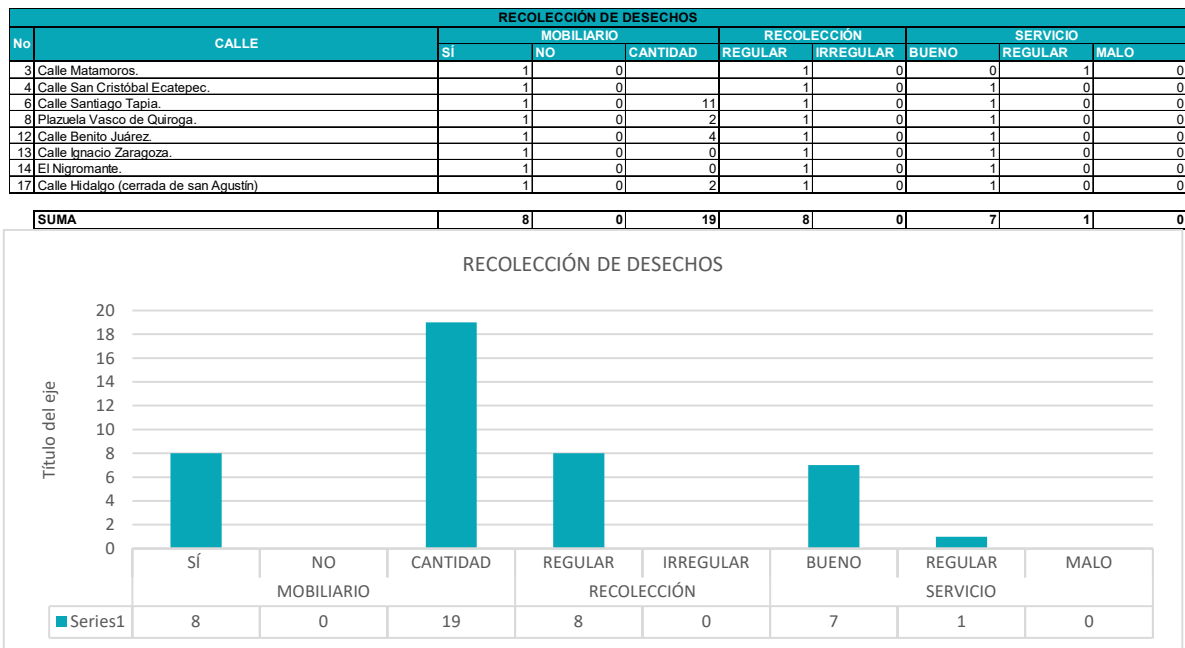 RECOLECCIÓN DE DESECHOS
No CALLE MOBILIARIO RECOLECCIÓN SERVICIO
SÍ NO CANTIDAD REGULAR IRREGULAR BUENO REGULAR MALO
3 Calle Matamoros. 1 0 1 0 0 1 0
4 Calle San Cristóbal Ecatepec. 1 0 1 0 1 0 0
6 Calle Santiago Tapia. 1 0 11 1 0 1 0 0
8 Plazuela Vasco de Quiroga. 1 0 2 1 0 1 0 0
12 Calle Benito Juárez. 1 0 4 1 0 1 0 0
13 Calle Ignacio Zaragoza. 1 0 0 1 0 1 0 0
14 El Nigromante. 1 0 0 1 0 1 0 0
17 Calle Hidalgo (cerrada de san Agustín) 1 0 2 1 0 1 0 0
SUMA 8 0 19 8 0 7 1 0
RECOLECCIÓN DE DESECHOS
Título del eje
20
18
16
14
12
10
8
6
4
2
0
SÍ NO CANTIDAD REGULAR IRREGULAR BUENO REGULAR MALO
MOBILIARIO RECOLECCIÓN SERVICIO
Series1 8 0 19 8 0 7 1 0